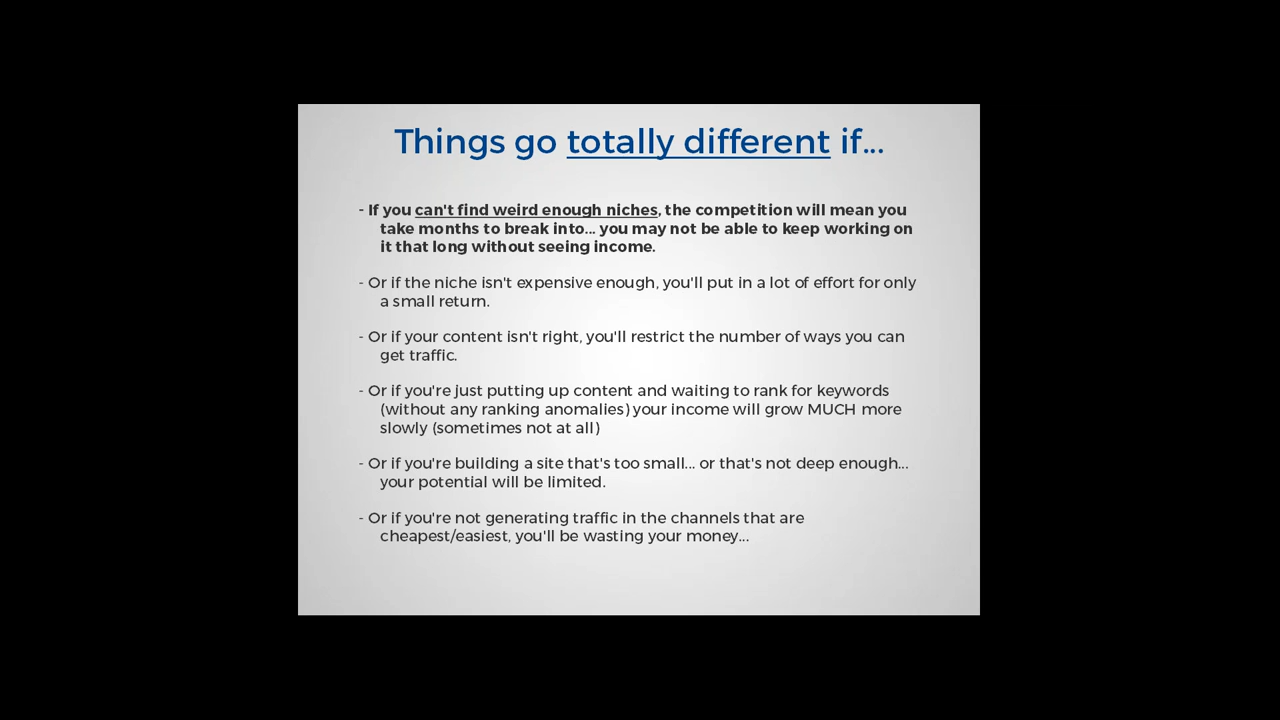 Things go totally different if...
- If you can't find weird enough niches, the competition will mean you
take months to break into... you may not be able to keep working on
it that long without seeing income.
- Or if the niche isn't expensive enough, you'll put in a lot of effort for only
a small return.
- Or if your content isn't right, you'll restrict the number of ways you can
get traffic.
- Or if you're just putting up content and waiting to rank for keywords
(without any ranking anomalies) your income will grow MUCH more
slowly (sometimes not at all)
- Or if you're building a site that's too small... or that's not deep enough...
your potential will be limited.
- Or if you're not generating traffic in the channels that are
cheapest/easiest, you'll be wasting your money...